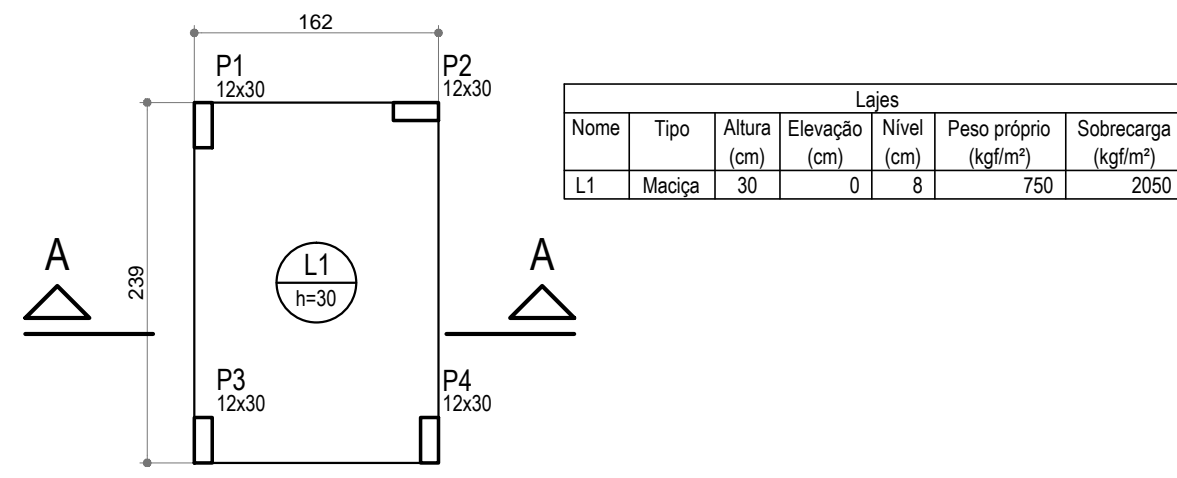 162
P1
12x30
P2
12x30
Lajes
Nome Tipo Altura (cm) Elevação (cm) Nível (cm) Peso próprio (kgf/m²) Sobrecarga (kgf/m²)
L1 Maciça 30 0 8 750 2050
A
239
L1
h=30
A
P3
12x30
P4
12x30